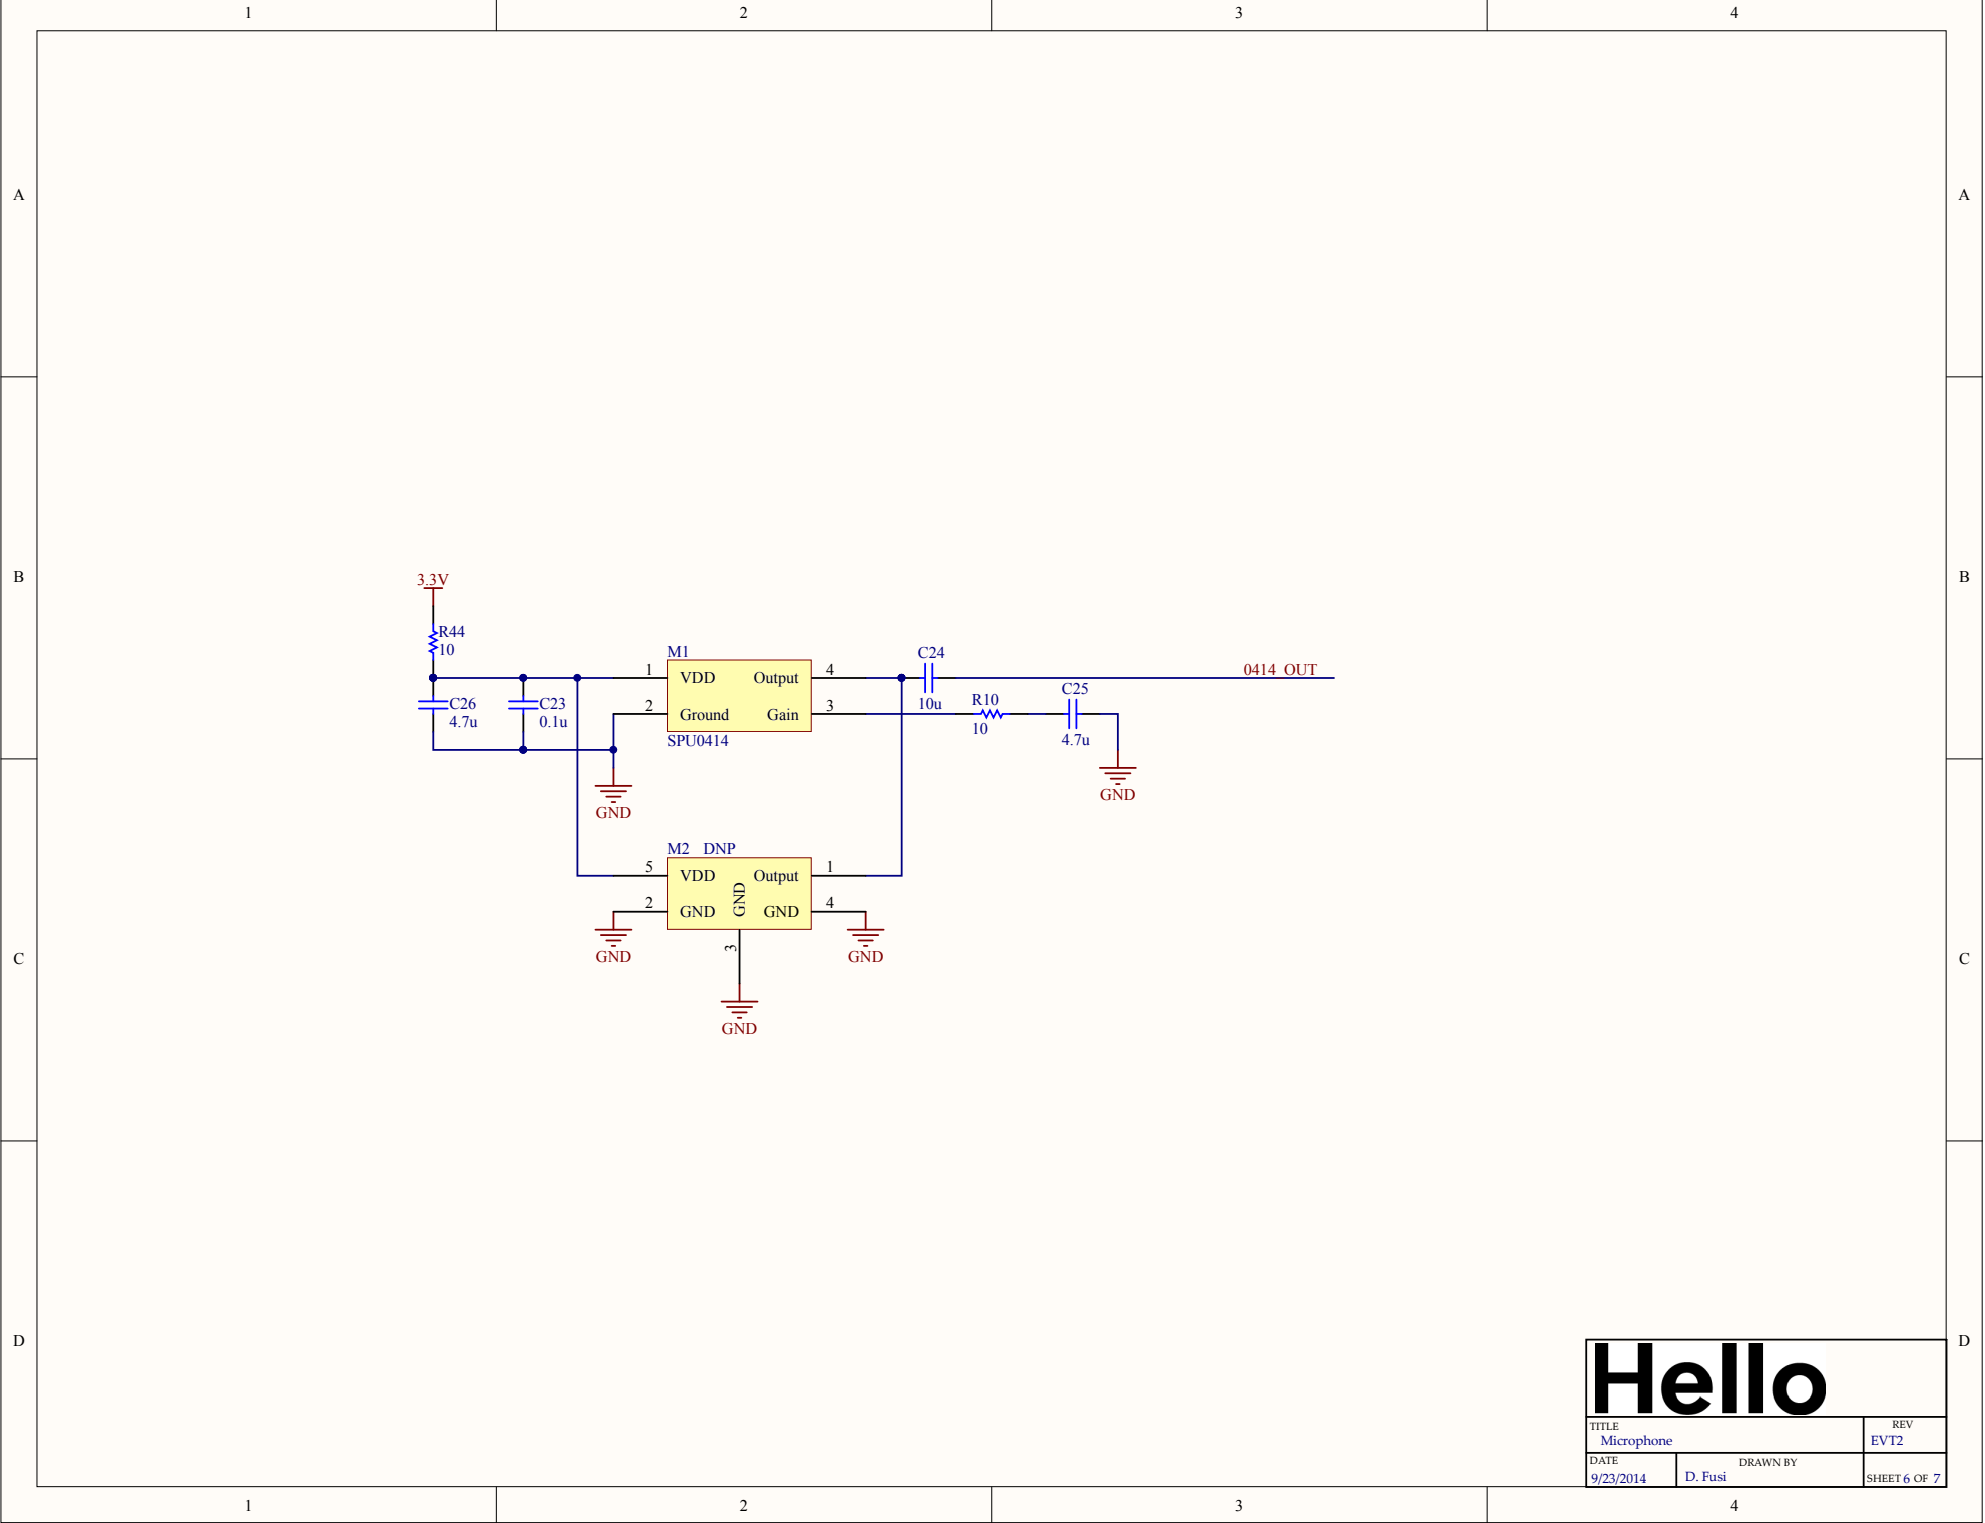 1 2 3 4
A A
3.3V
B B
R44
10
M1
C24
1 VDD Output 4
0414_OUT
C26
4.7u
C23
0.1u
2 Ground Gain 3
10u
R10
10
C25
4.7u
SPU0414
GND
GND
M2 DNP
5 VDD Output 1
2 GND GND GND 4
3
GND
GND
GND
C C
D D
Hello
TITLE
Microphone
REV
EVT2
DATE
9/23/2014
DRAWN BY
D. Fusi
SHEET 6 OF 7
1 2 3 4